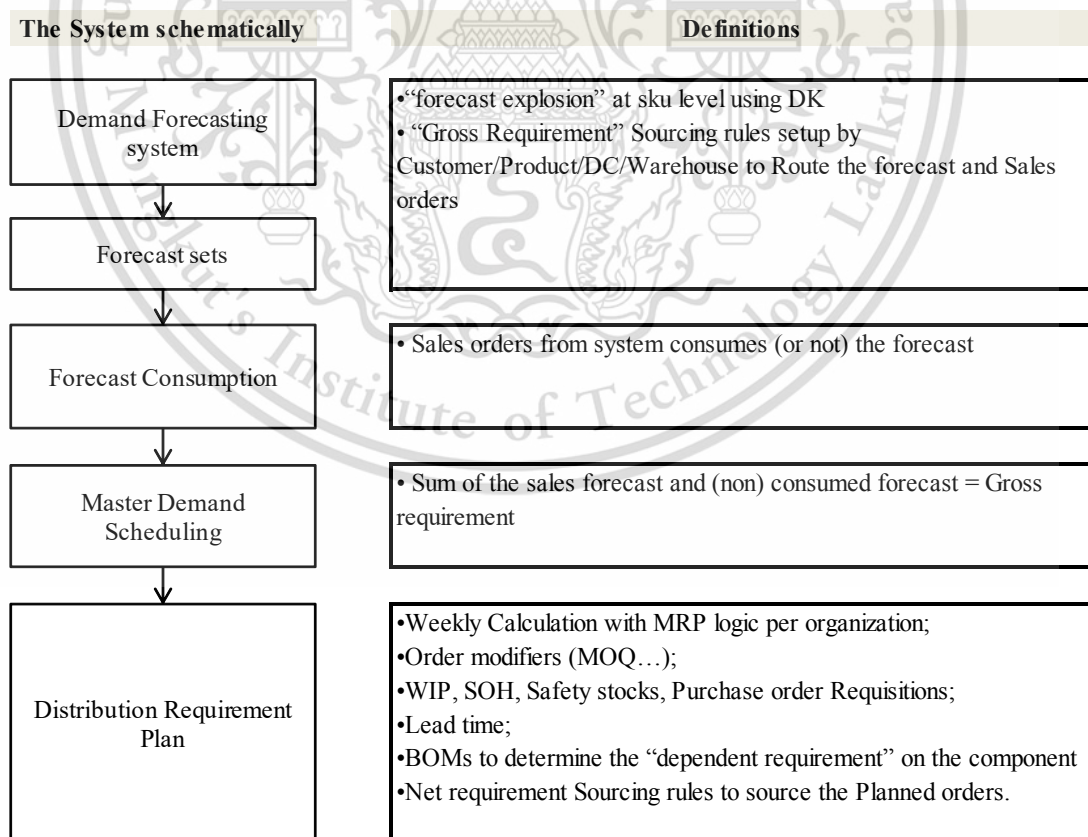 The System schematically
Definitions
Demand Forecasting
system
•“forecast explosion” at sku level using DK
• “Gross Requirement” Sourcing rules setup by
Customer/Product/DC/Warehouse to Route the forecast and Sales
orders
Forecast sets
Forecast Consumption
• Sales orders from system consumes (or not) the forecast
Master Demand
Scheduling
• Sum of the sales forecast and (non) consumed forecast = Gross
requirement
Distribution Requirement
Plan
•Weekly Calculation with MRP logic per organization;
•Order modifiers (MOQ…);
•WIP, SOH, Safety stocks, Purchase order Requisitions;
•Lead time;
•BOMs to determine the “dependent requirement” on the component
•Net requirement Sourcing rules to source the Planned orders.
Institute of Technology Ladkrabang